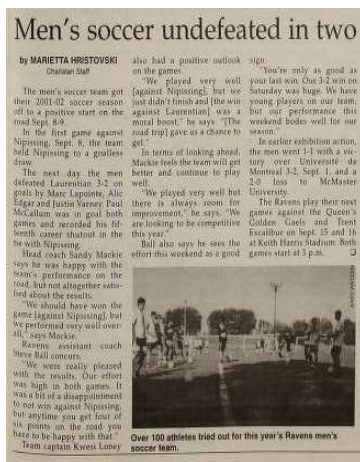 Men's soccer undefeated in two
by MARIETTA HRISTOVSKI
Charlatan Staff
The men's soccer team got
their 2001-02 soccer season
off to a positive start on the
road Sept. 8-9.
In the first game against
Nipissing, Sept. 8, the team
held Nipissing to a goalless
draw.
The next day the men
defeated Laurentian 3-2 on
goals by Marc Lapointe, Alic
Edgar and Justin Varney. Paul
McCallum was in goal both
games and recorded his fif-
teenth career shutout in the
tie with Nipissing.
Head coach Sandy Mackie
says he was happy with the
team's performance on the
road, but not altogether satis-
fied about the results.
"We should have won the
game [against Nipissing], but
we performed very well over-
all," says Mackie.
Ravens assistant coach
Steve Ball concurs.
"We were really pleased
with the results. Our effort
was high in both games. It
was a bit of a disappointment
to not win against Nipissing,
but anytime you get four of
six points on the road you
have to be happy with that."
Team captain Kwesi Loney
also had a positive outlook
on the games.
"We played very well
[against Nipissing], but we
just didn't finish and [the win
against Laurentian] was a
moral boost," he says. "[The
road trip] gave us a chance to
gel."
In terms of looking ahead,
Mackie feels the team will get
better and continue to play
well.
"We played very well but
there is always room for
improvement," he says. "We
are looking to be competitive
this year."
Ball also says he sees the
effort this weekend as a good
sign.
"You're only as good as
your last win. Our 3-2 win on
Saturday was huge. We have
young players on our team,
but our performance this
weekend bodes well for our
season."
In earlier exhibition action,
the men went 1-1 with a vic-
tory over Université de
Montreal 3-2, Sept. 1, and a
2-0 loss to McMaster
University.
The Ravens play their next
games against the Queen's
Golden Gaels and Trent
Excalibur on Sept. 15 and 16
at Keith Harris Stadium. Both
games start at 3 p.m.
Over 100 athletes tried out for this year's Ravens men's
soccer team.